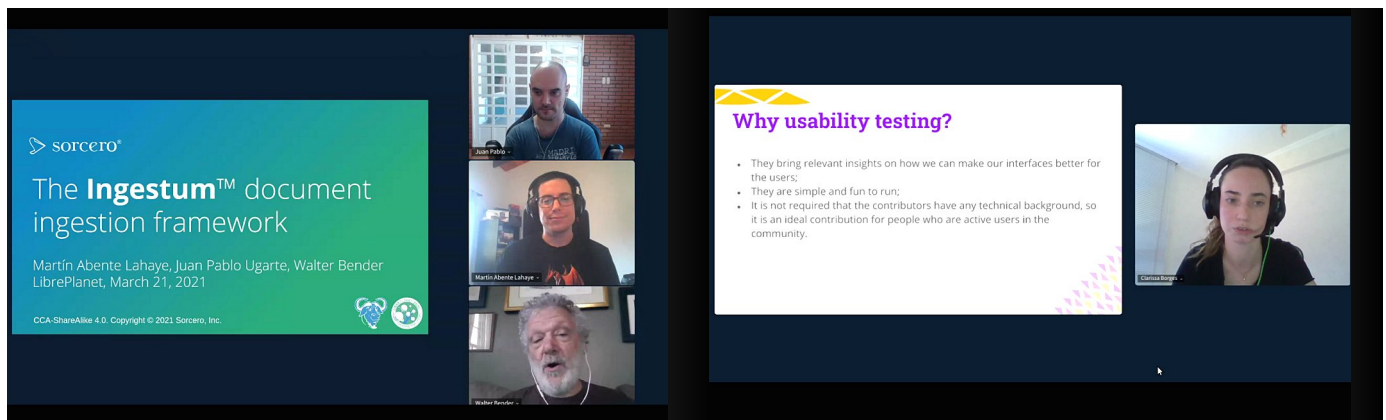 sorcero®
The Ingestum™ document
ingestion framework
Martín Abente Lahaye, Juan Pablo Ugarte, Walter Bender
LibrePlanet, March 21, 2021
CCA-ShareAlike 4.0. Copyright © 2021 Sorcero, Inc.
Juan Pablo
Martín Abente Lahaye
Walter Bender
Why usability testing?
• They bring relevant insights on how we can make our interfaces better for
the users;
• They are simple and fun to run;
• It is not required that the contributors have any technical background, so
it is an ideal contribution for people who are active users in the
community.
Clarissa Borges